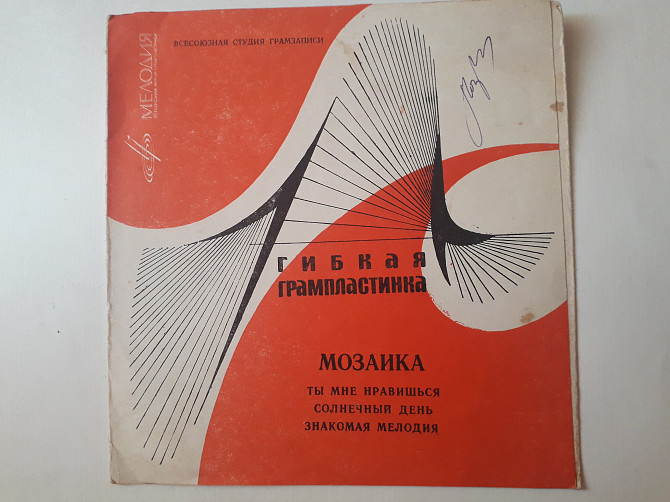 МЕЛОДИЯ
ВСЕСОЮЗНАЯ СТУДИЯ ГРАМЗАПИСИ
ГИБКАЯ
ГРАМПЛАСТИНКА
МОЗАИКА
ТЫ МНЕ НРАВИШЬСЯ
СОЛНЕЧНЫЙ ДЕНЬ
ЗНАКОМАЯ МЕЛОДИЯ